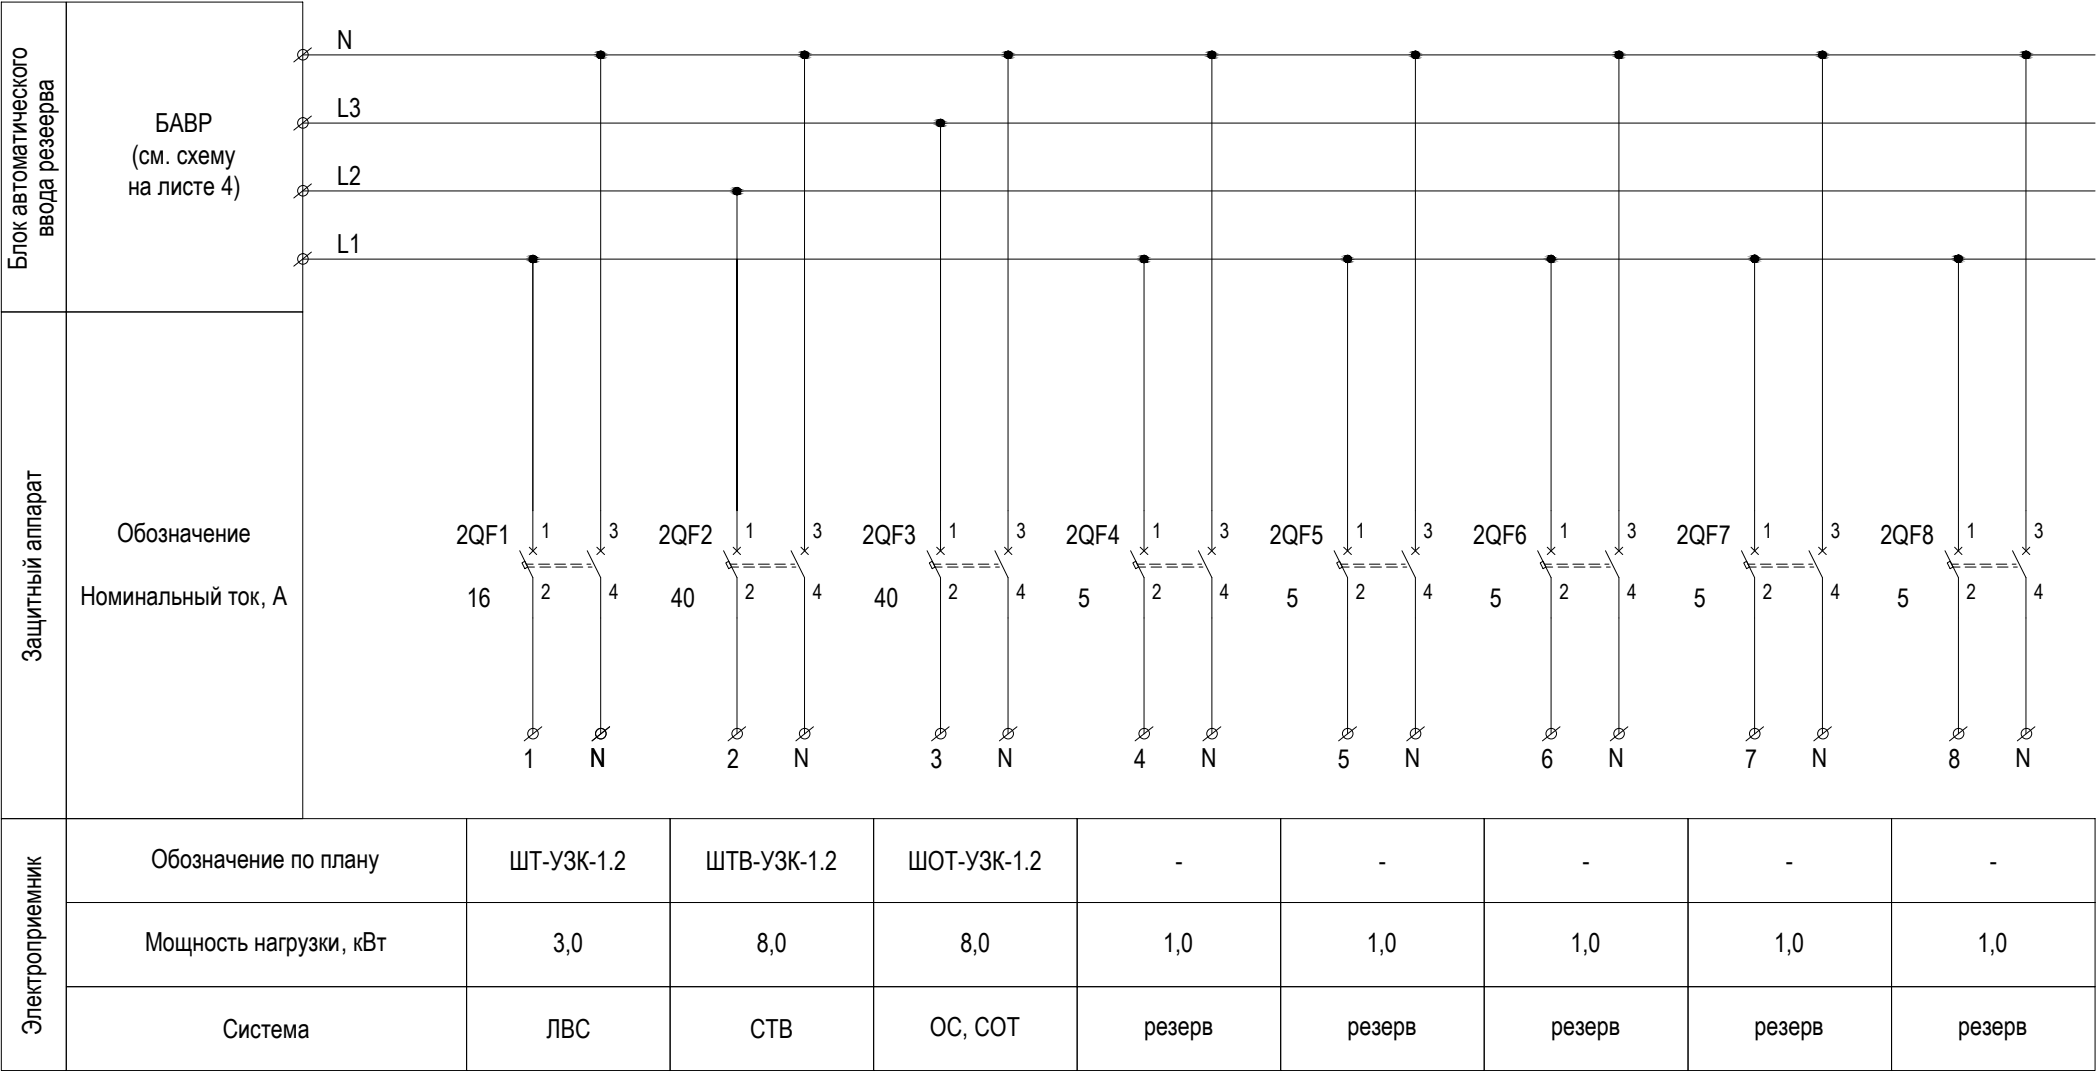 Блок автоматического
ввода резеерва
БАВР
(см. схему
на листе 4)
N
L3
L2
L1
Защитный аппарат
Обозначение
Номинальный ток, А
2QF1 1 3
16 2 4
2QF2 1 3
40 2 4
2QF3 1 3
40 2 4
2QF4 1 3
5 2 4
2QF5 1 3
5 2 4
2QF6 1 3
5 2 4
2QF7 1 3
5 2 4
2QF8 1 3
5 2 4
1 N 2 N 3 N 4 N 5 N 6 N 7 N 8 N
Электроприемник
Обозначение по плану ШТ-УЗК-1.2 ШТВ-УЗК-1.2 ШОТ-УЗК-1.2 - - - - -
Мощность нагрузки, кВт 3,0 8,0 8,0 1,0 1,0 1,0 1,0 1,0
Система ЛВС СТВ ОС, СОТ резерв резерв резерв резерв резерв